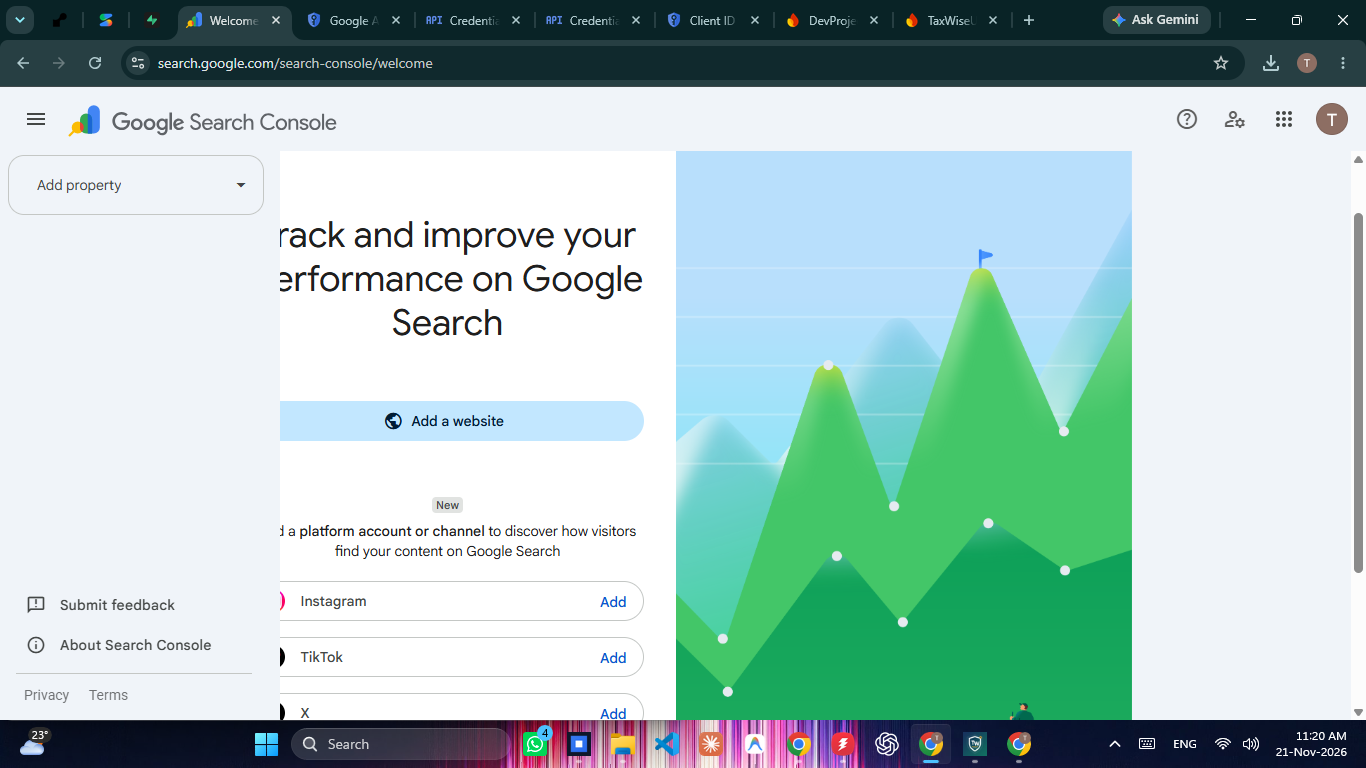 Welcome
Google A
API Credentia
API Credentia
Client ID
DevProje
TaxWiseU
Ask Gemini
search.google.com/search-console/welcome
T
Google Search Console
T
Add property
rack and improve your
erformance on Google
Search
Add a website
New
d a platform account or channel to discover how visitors
find your content on Google Search
Instagram Add
TikTok Add
X Add
Submit feedback
About Search Console
Privacy Terms
23°
Search
4
ENG
11:20 AM
21-Nov-2026